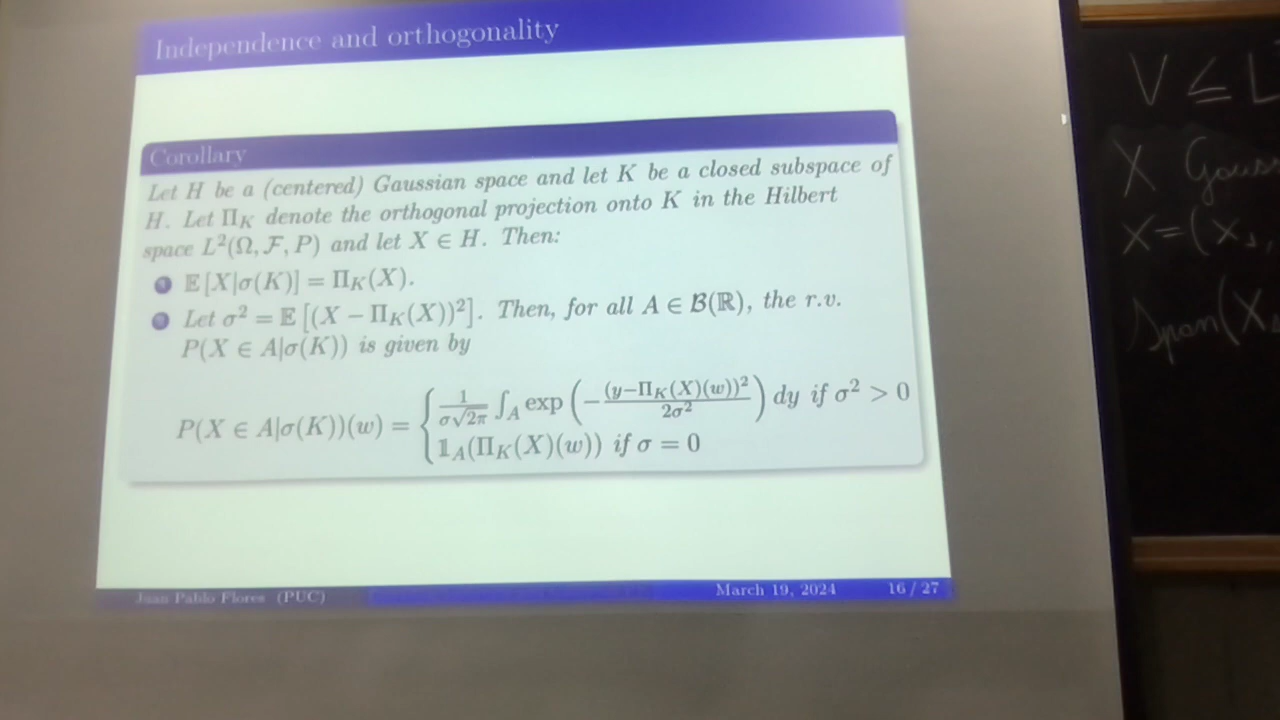 Independence and orthogonality
Corollary
Let H be a (centered) Gaussian space and let K be a closed subspace of
H. Let Π_K denote the orthogonal projection onto K in the Hilbert
space L²(Ω, ℱ, P) and let X ∈ H. Then:
1 𝔼[X|σ(K)] = Π_K(X).
2 Let σ² = 𝔼[(X − Π_K(X))²]. Then, for all A ∈ ℬ(ℝ), the r.v.
P(X ∈ A|σ(K)) is given by
P(X ∈ A|σ(K))(w) = { 1/(σ√2π) ∫_A exp(−(y−Π_K(X)(w))²/2σ²) dy if σ² > 0
𝟙_A(Π_K(X)(w)) if σ = 0
Juan Pablo Flores (PUC) March 19, 2024 16 / 27
V ≤ L
X Gauss
X = (X₁,
Span(X